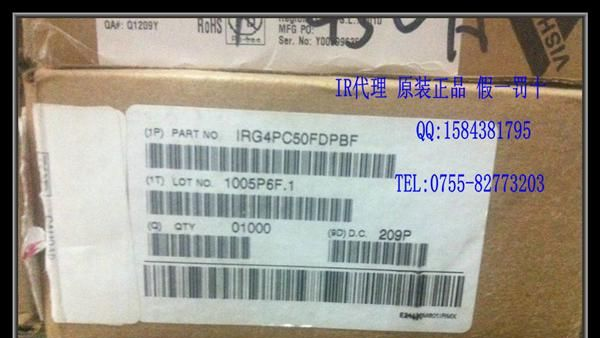 QA#: Q1209Y
RoHS
MFG PO:
VISH
IR代理 原装正品 假一罚十
QQ:1584381795
TEL:0755-82773203
(1P) PART NO. IRG4PC50FDPBF
(1T) LOT NO. 1005P6F.1
(Q) QTY 01000
(9D) D.C. 209P